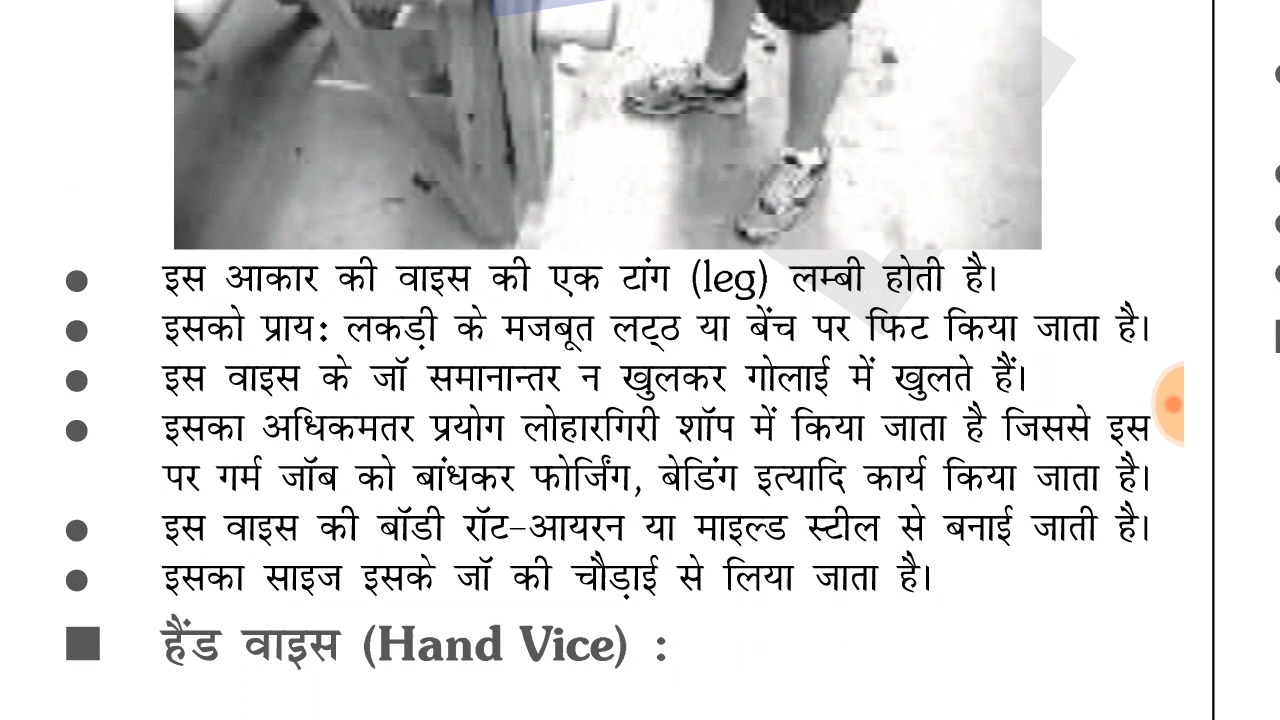 ● इस आकार की वाइस की एक टांग (leg) लम्बी होती है।
● इसको प्राय: लकड़ी के मजबूत लट्ठ या बेंच पर फिट किया जाता है।
● इस वाइस के जॉ समानान्तर न खुलकर गोलाई में खुलते हैं।
● इसका अधिकमतर प्रयोग लोहारगिरी शॉप में किया जाता है जिससे इस
पर गर्म जॉब को बांधकर फोर्जिंग, बेडिंग इत्यादि कार्य किया जाता है।
● इस वाइस की बॉडी रॉट-आयरन या माइल्ड स्टील से बनाई जाती है।
● इसका साइज इसके जॉ की चौड़ाई से लिया जाता है।
■ हैंड वाइस (Hand Vice) :